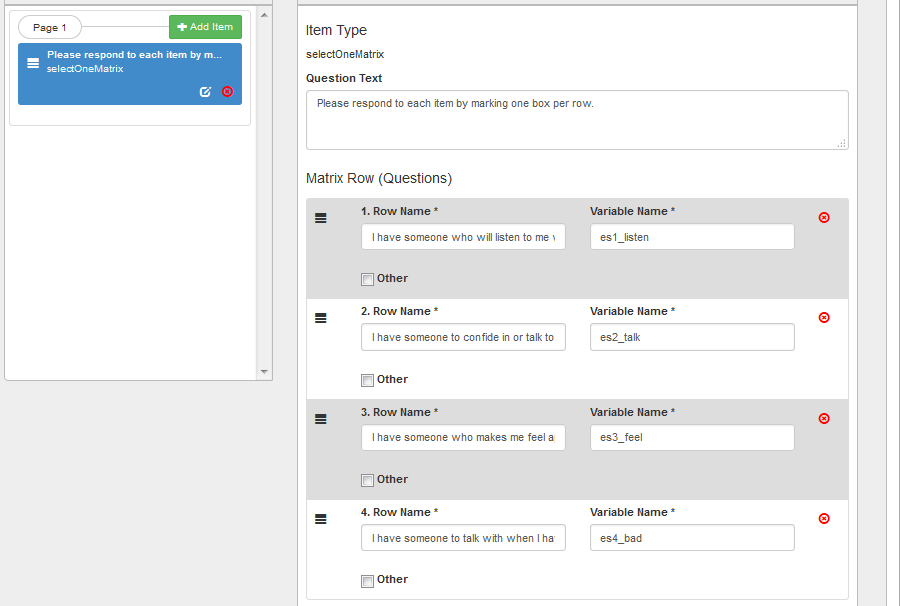 Page 1
Add Item
Please respond to each item by m...
selectOneMatrix
Item Type
selectOneMatrix
Question Text
Please respond to each item by marking one box per row.
Matrix Row (Questions)
1. Row Name * Variable Name *
I have someone who will listen to me es1_listen
Other
2. Row Name * Variable Name *
I have someone to confide in or talk to es2_talk
Other
3. Row Name * Variable Name *
I have someone who makes me feel es3_feel
Other
4. Row Name * Variable Name *
I have someone to talk with when I es4_bad
Other